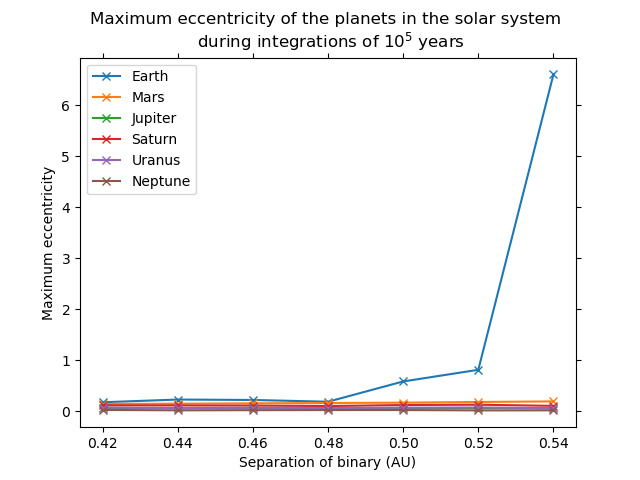 Maximum eccentricity of the planets in the solar system
during integrations of 10⁵ years
Earth
Mars
Jupiter
Saturn
Uranus
Neptune
Maximum eccentricity
6
5
4
3
2
1
0
0.42 0.44 0.46 0.48 0.50 0.52 0.54
Separation of binary (AU)